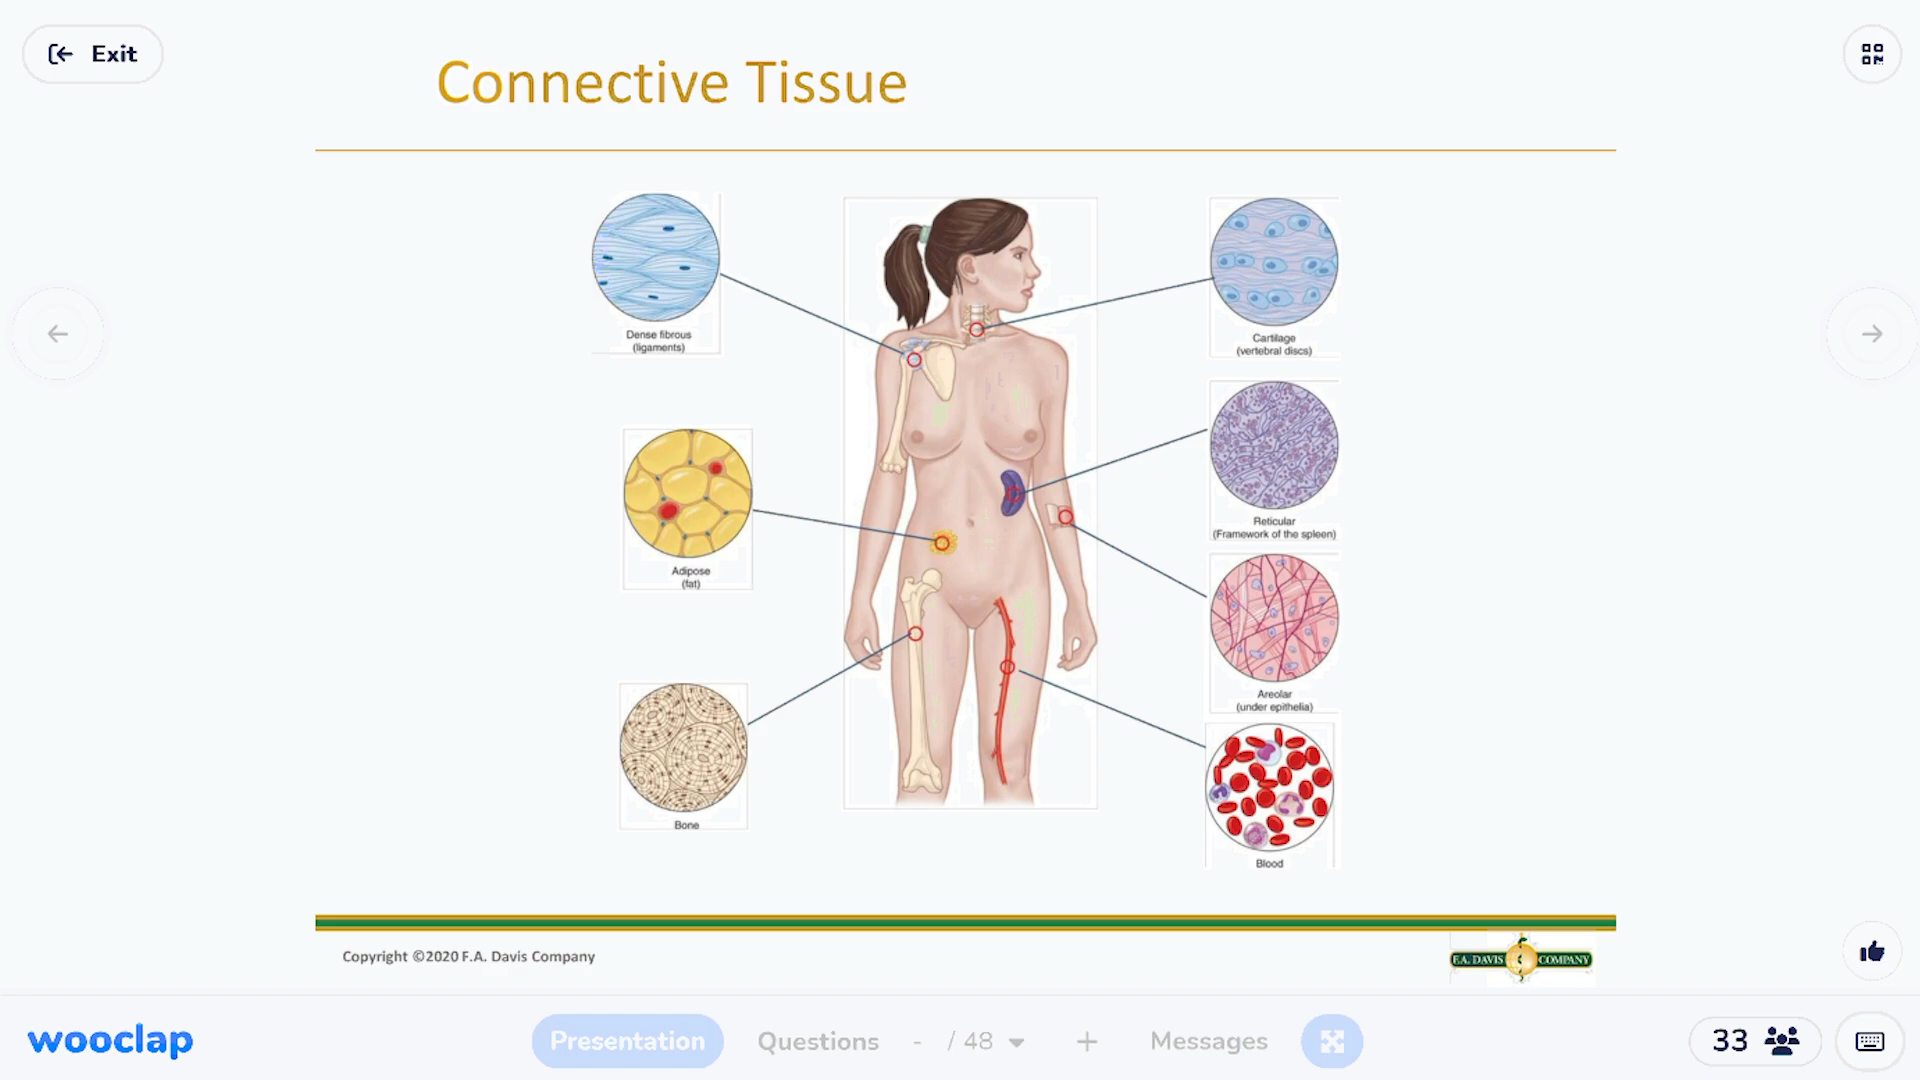 Exit
Connective Tissue
Dense fibrous
(ligaments)
Cartilage
(vertebral discs)
Adipose
(fat)
Reticular
(Framework of the spleen)
Areolar
(under epithelia)
Bone
Blood
Copyright ©2020 F.A. Davis Company
F.A. DAVIS COMPANY
wooclap
Presentation Questions - / 48 + Messages 33